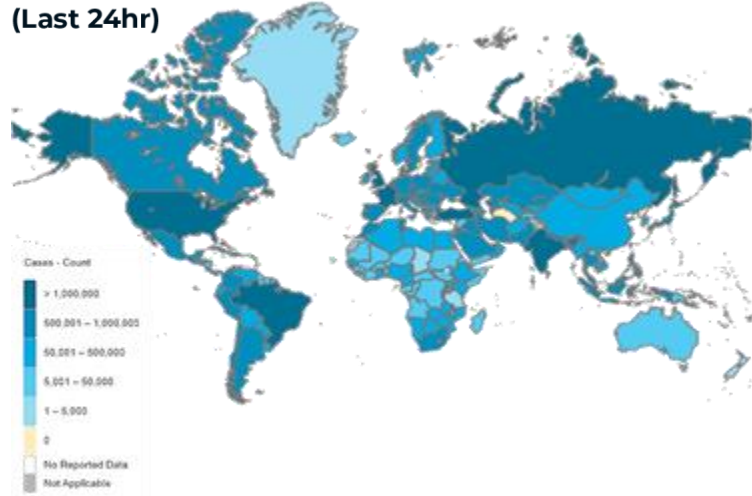 (Last 24hr)
Cases - Count
> 1,000,000
500,001 – 1,000,000
50,001 – 500,000
5,001 – 50,000
1 – 5,000
0
No Reported Data
Not Applicable